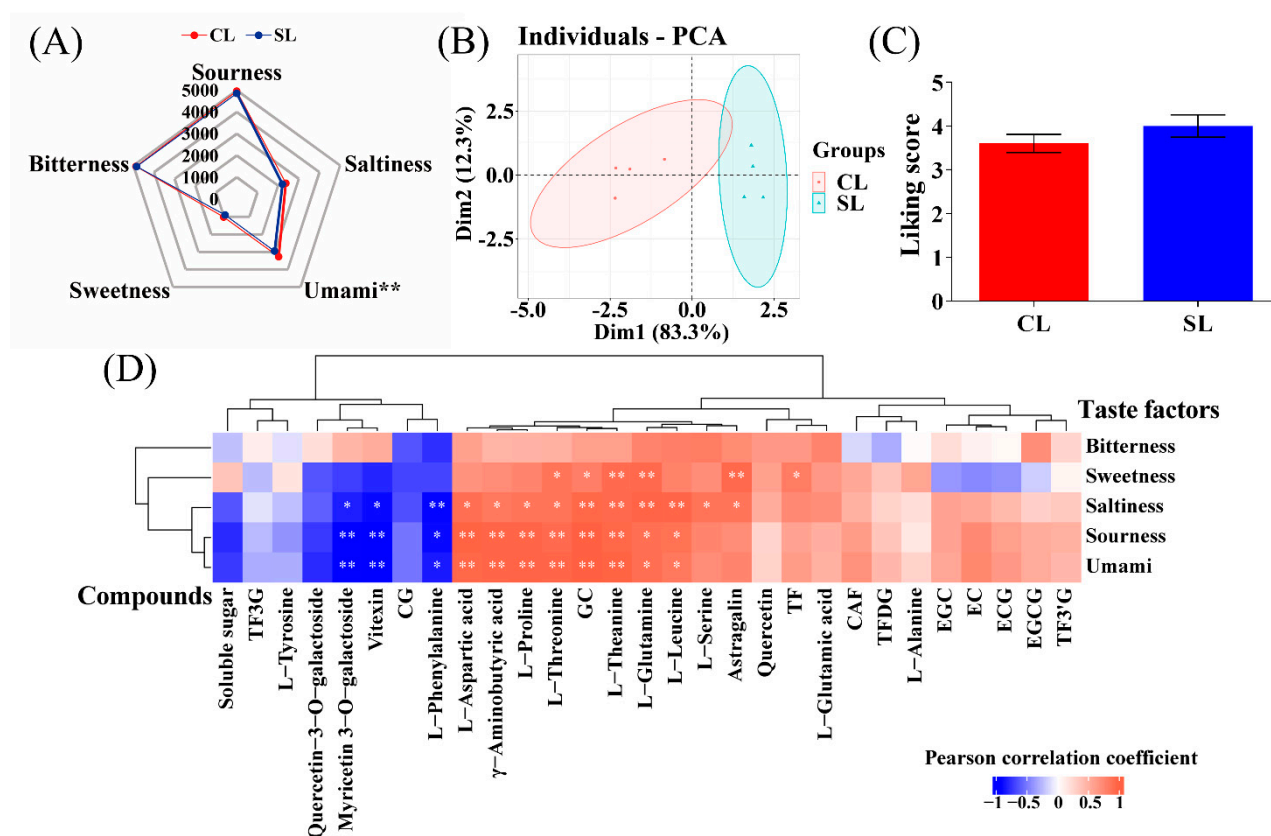 (A)
CL SL
Sourness
5000
4000
3000
2000
1000
0
Bitterness
Saltiness
Sweetness
Umami**
(B)
Individuals - PCA
Dim2 (12.3%)
2.5
0.0
-2.5
-5.0 -2.5 0.0 2.5
Dim1 (83.3%)
Groups
CL
SL
(C)
Liking score
5
4
3
2
1
0
CL SL
(D)
Taste factors
Bitterness
Sweetness * * ** ** ** *
Saltiness * * ** * * * * ** ** ** ** * *
Sourness ** ** * ** ** ** ** ** ** * *
Umami ** ** * ** ** ** ** ** ** * *
Compounds
Soluble sugar
TF3G
L−Tyrosine
Quercetin−3−O−galactoside
Myricetin 3−O−galactoside
Vitexin
CG
L−Phenylanine
L−Aspartic acid
γ−Aminobutyric acid
L−Proline
L−Threonine
GC
L−Theanine
L−Glutamine
L−Leucine
L−Serine
Astragalin
Quercetin
TF
L−Glutamic acid
CAF
TFDG
L−Alanine
EGC
EC
ECG
EGCG
TF3'G
Pearson correlation coefficient
−1 −0.5 0 0.5 1